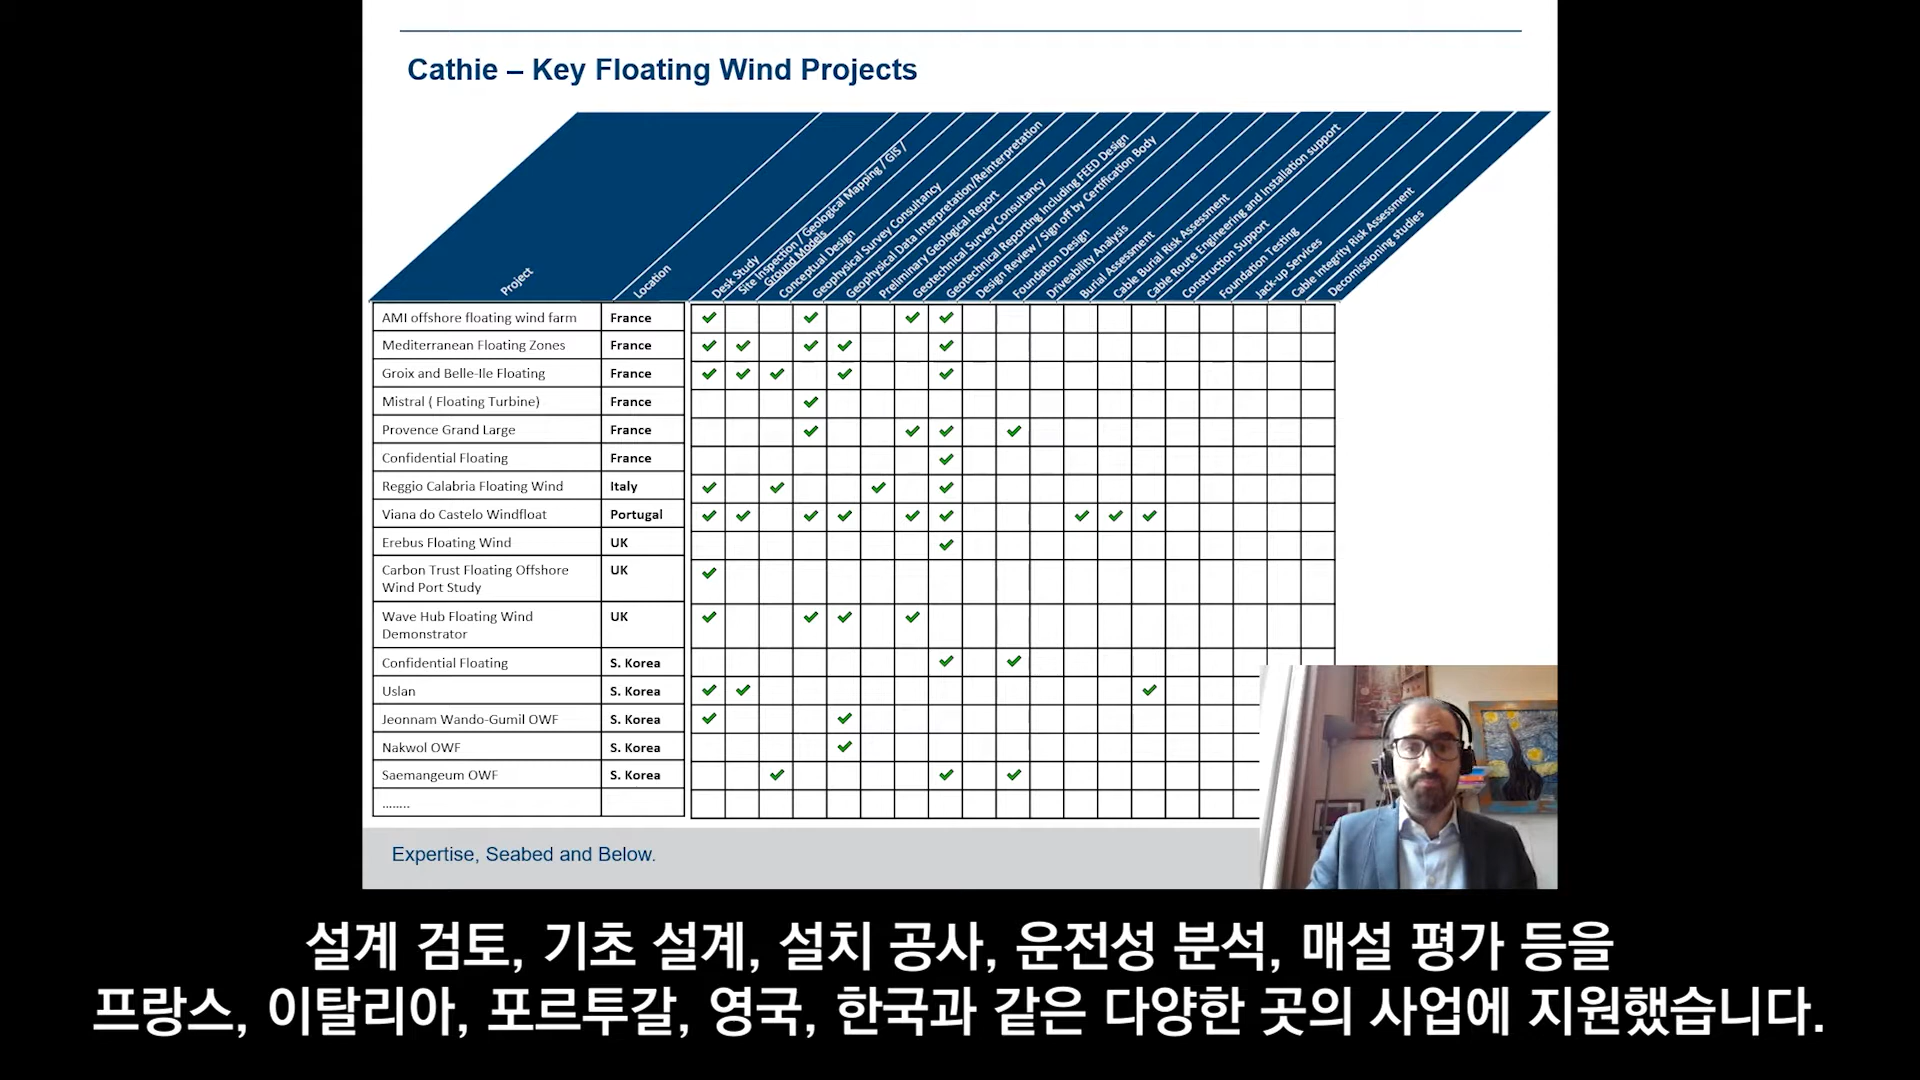 Cathie – Key Floating Wind Projects
Project
Location
Desk Study
Site Inspection / Geological Mapping / GIS /
Ground Models
Conceptual Design
Geophysical Survey Consultancy
Geophysical Data Interpretation/Reinterpretation
Preliminary Geological Report
Geotechnical Survey Consultancy
Geotechnical Reporting Including FEED Design
Design Review / Sign off by Certification Body
Foundation Design
Driveability Analysis
Burial Assessment
Cable Burial Risk Assessment
Cable Route Engineering and Installation support
Construction Support
Foundation Testing
Jack-up Services
Cable Integrity Risk Assessment
Decomissioning studies
AMI offshore floating wind farm France
Mediterranean Floating Zones France
Groix and Belle-Ile Floating France
Mistral ( Floating Turbine) France
Provence Grand Large France
Confidential Floating France
Reggio Calabria Floating Wind Italy
Viana do Castelo Windfloat Portugal
Erebus Floating Wind UK
Carbon Trust Floating Offshore UK
Wind Port Study
Wave Hub Floating Wind UK
Demonstrator
Confidential Floating S. Korea
Uslan S. Korea
Jeonnam Wando-Gumil OWF S. Korea
Nakwol OWF S. Korea
Saemangeum OWF S. Korea
........
Expertise, Seabed and Below.
설계 검토, 기초 설계, 설치 공사, 운전성 분석, 매설 평가 등을
프랑스, 이탈리아, 포르투갈, 영국, 한국과 같은 다양한 곳의 사업에 지원했습니다.